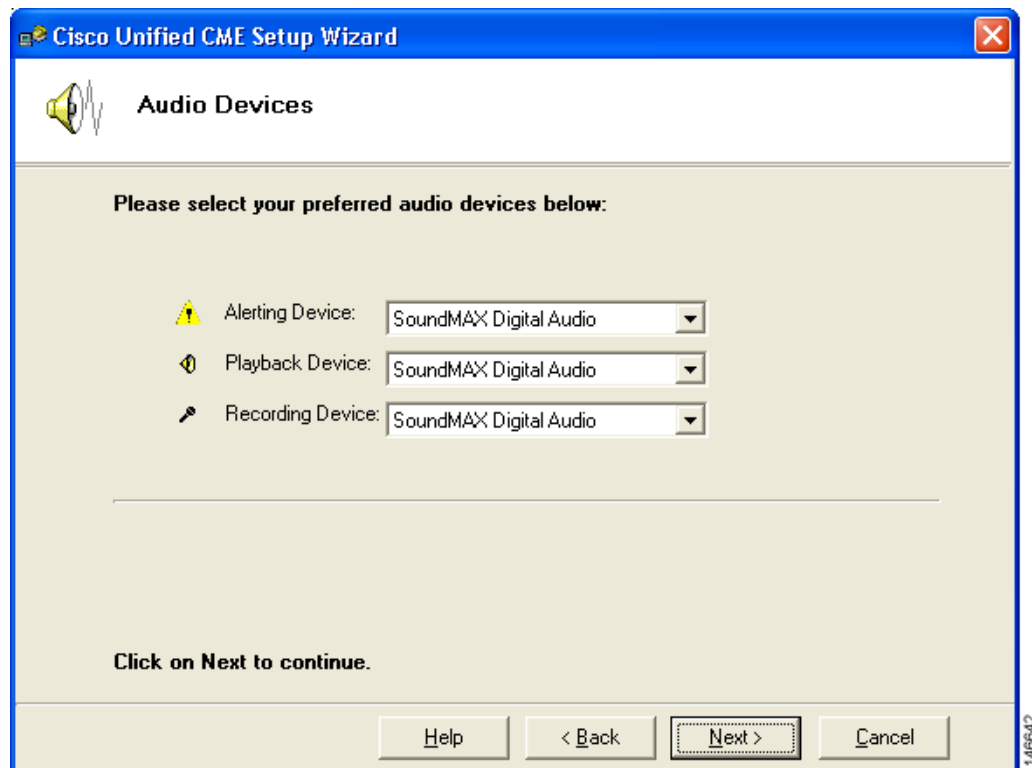 Cisco Unified CME Setup Wizard
Audio Devices
Please select your preferred audio devices below:
Alerting Device: SoundMAX Digital Audio
Playback Device: SoundMAX Digital Audio
Recording Device: SoundMAX Digital Audio
Click on Next to continue.
Help < Back Next > Cancel
146642